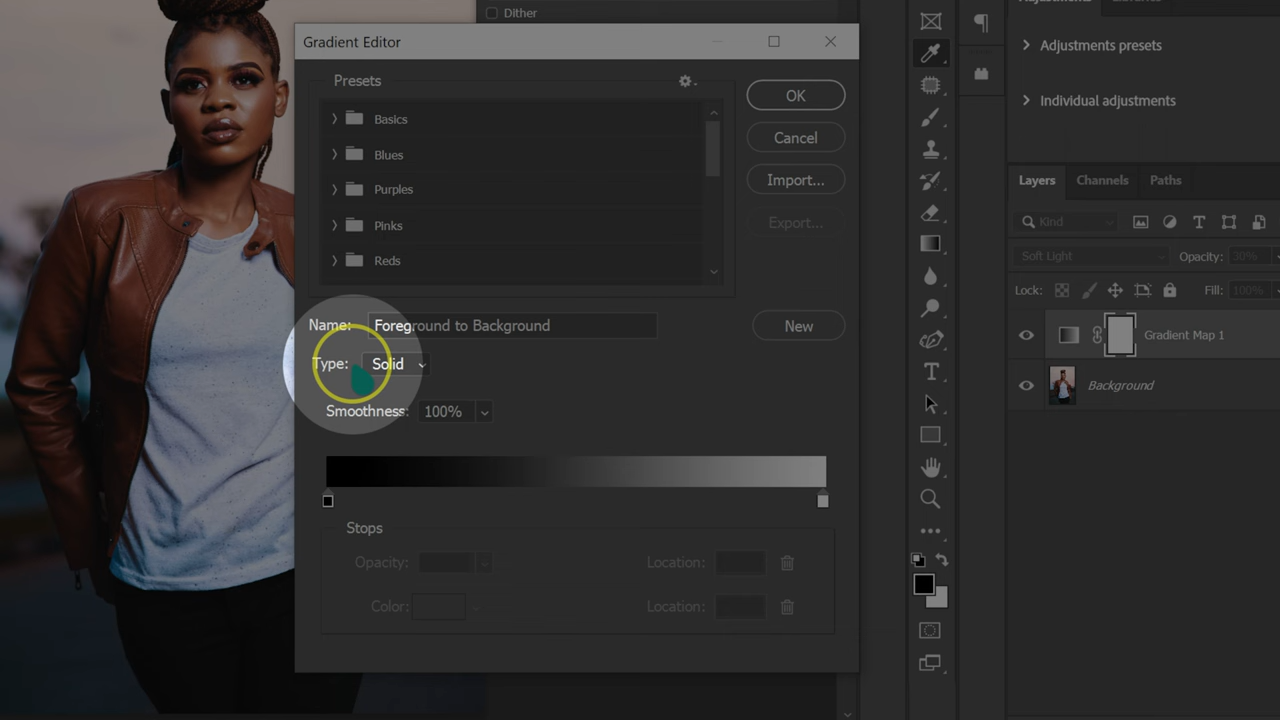 Dither
Gradient Editor
Presets
Basics
Blues
Purples
Pinks
Reds
OK
Cancel
Import...
Export...
Name: Foreground to Background
New
Type: Solid
Smoothness: 100%
Stops
Opacity:
Location:
Color:
Location:
Adjustments presets
Individual adjustments
Layers
Channels
Paths
Kind
Soft Light
Opacity: 30%
Lock:
Fill: 100%
Gradient Map 1
Background